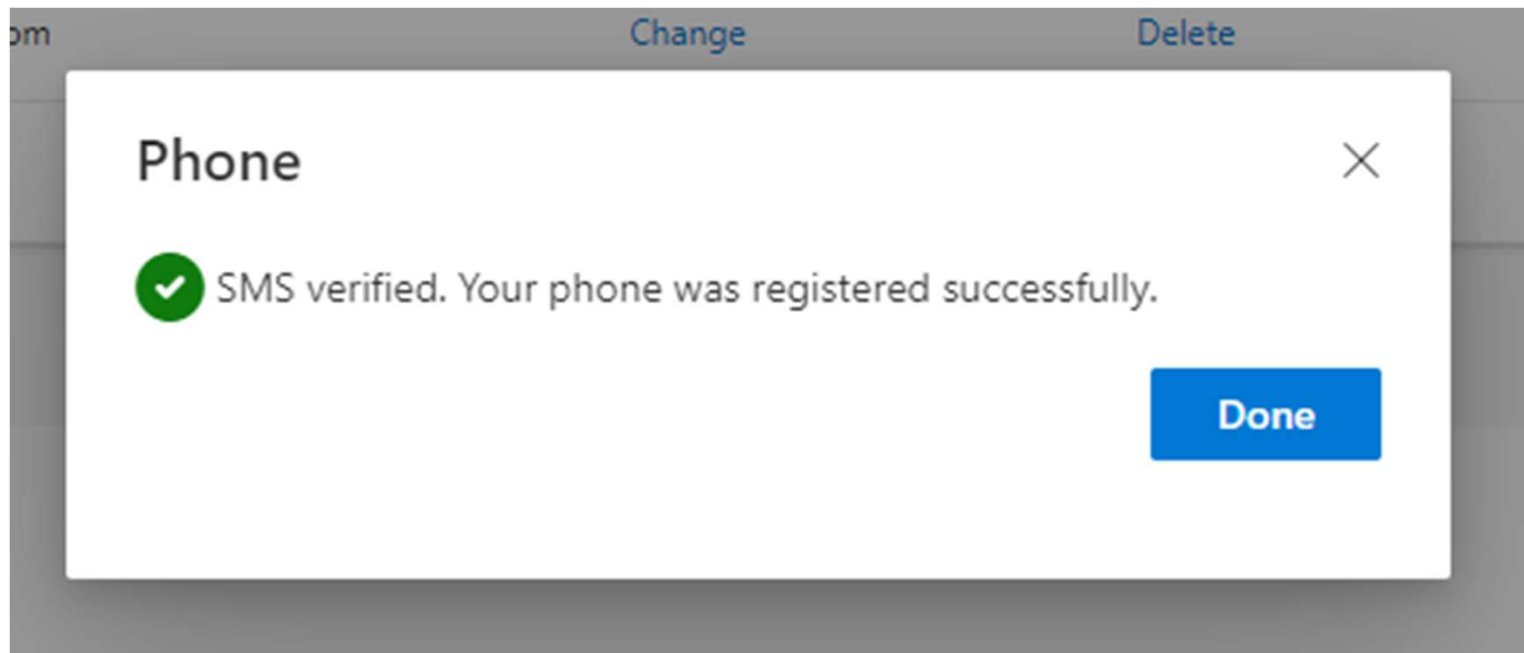 om Change Delete
Phone
SMS verified. Your phone was registered successfully.
Done